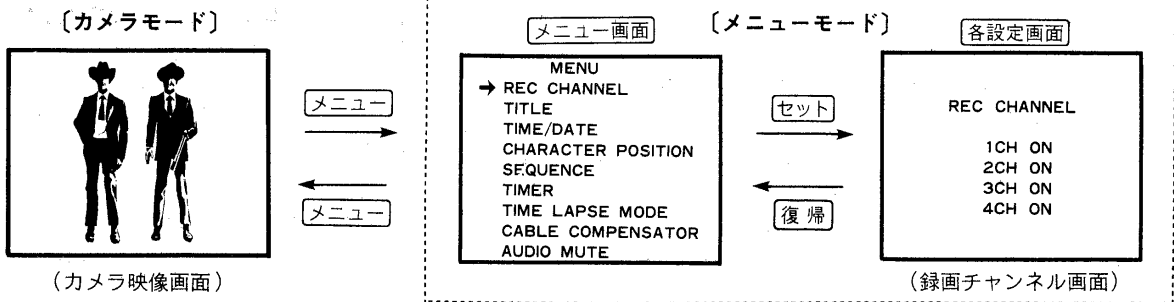 〔カメラモード〕
(カメラ映像画面)
メニュー
メニュー
〔メニューモード〕
メニュー画面
MENU
→ REC CHANNEL
TITLE
TIME/DATE
CHARACTER POSITION
SEQUENCE
TIMER
TIME LAPSE MODE
CABLE COMPENSATOR
AUDIO MUTE
セット
復帰
各設定画面
REC CHANNEL
1CH ON
2CH ON
3CH ON
4CH ON
(録画チャンネル画面)